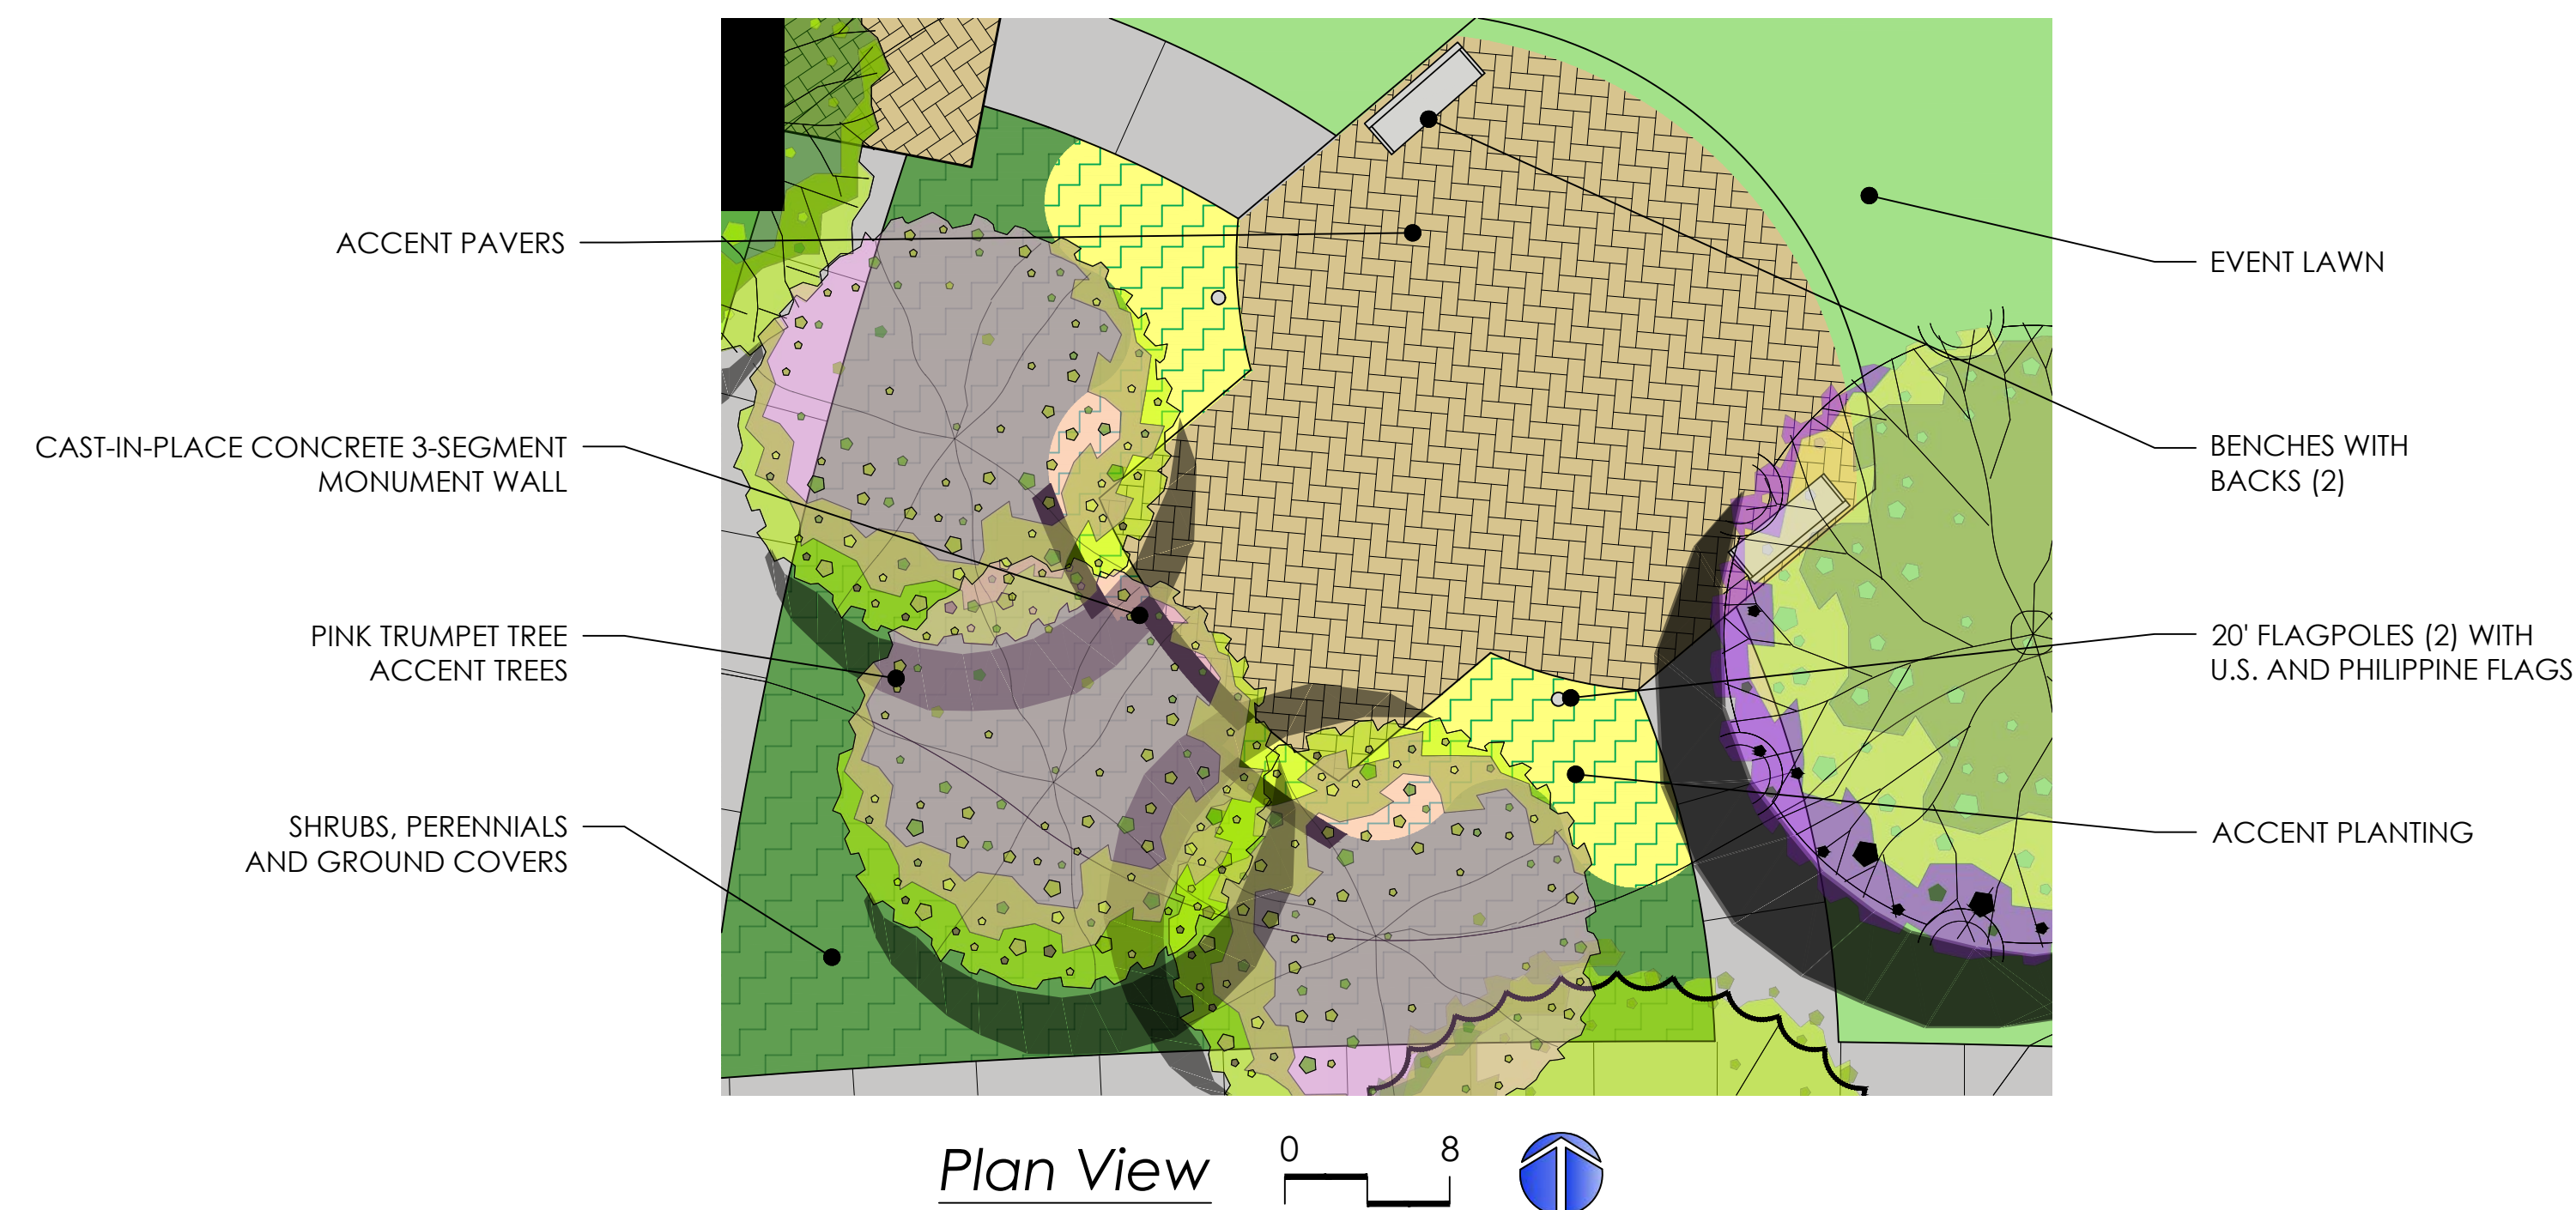 ACCENT PAVERS
CAST-IN-PLACE CONCRETE 3-SEGMENT
MONUMENT WALL
PINK TRUMPET TREE
ACCENT TREES
SHRUBS, PERENNIALS
AND GROUND COVERS
EVENT LAWN
BENCHES WITH
BACKS (2)
20' FLAGPOLES (2) WITH
U.S. AND PHILIPPINE FLAGS
ACCENT PLANTING
Plan View
0 8